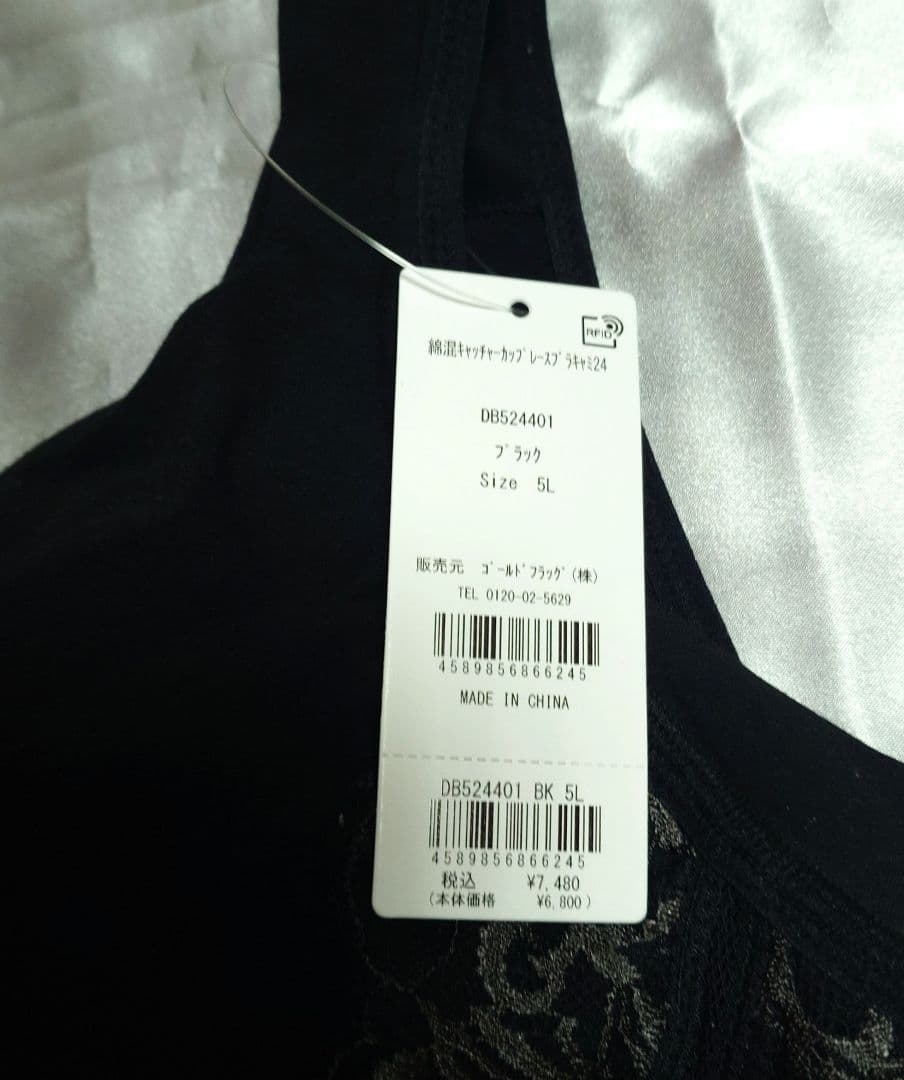 RFID
綿混ｷｬｯﾁｬｰｶｯﾌﾟﾚｰｽﾌﾞﾗｷｬﾐ24
DB524401
ﾌﾞﾗｯｸ
Size 5L
販売元 ｺﾞｰﾙﾄﾞﾌﾗｯｸﾞ(株)
TEL 0120-02-5629
4589856866245
MADE IN CHINA
DB524401 BK 5L
4589856866245
税込 ¥7,480
(本体価格 ¥6,800)